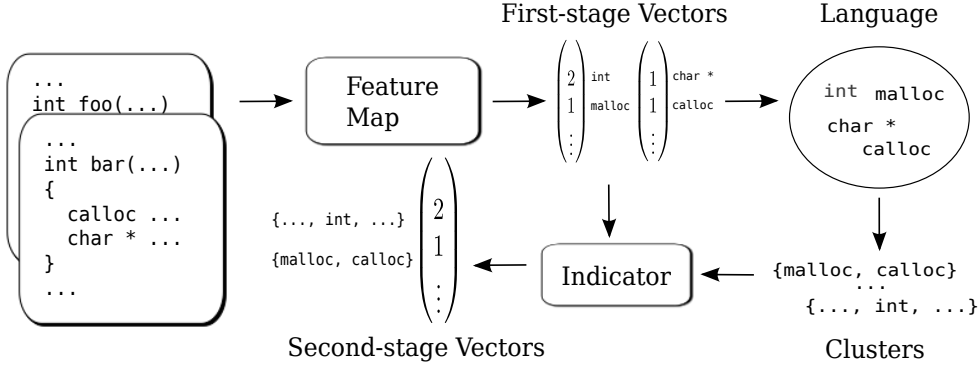 First-stage Vectors
Language
...
int foo(...)
...
int bar(...)
{
calloc ...
char * ...
}
...
Feature
Map
2 int
1 malloc
⋮
1 char *
1 calloc
⋮
int malloc
char *
calloc
{..., int, ...} 2
{malloc, calloc} 1
⋮
Indicator
{malloc, calloc}
...
{..., int, ...}
Second-stage Vectors
Clusters